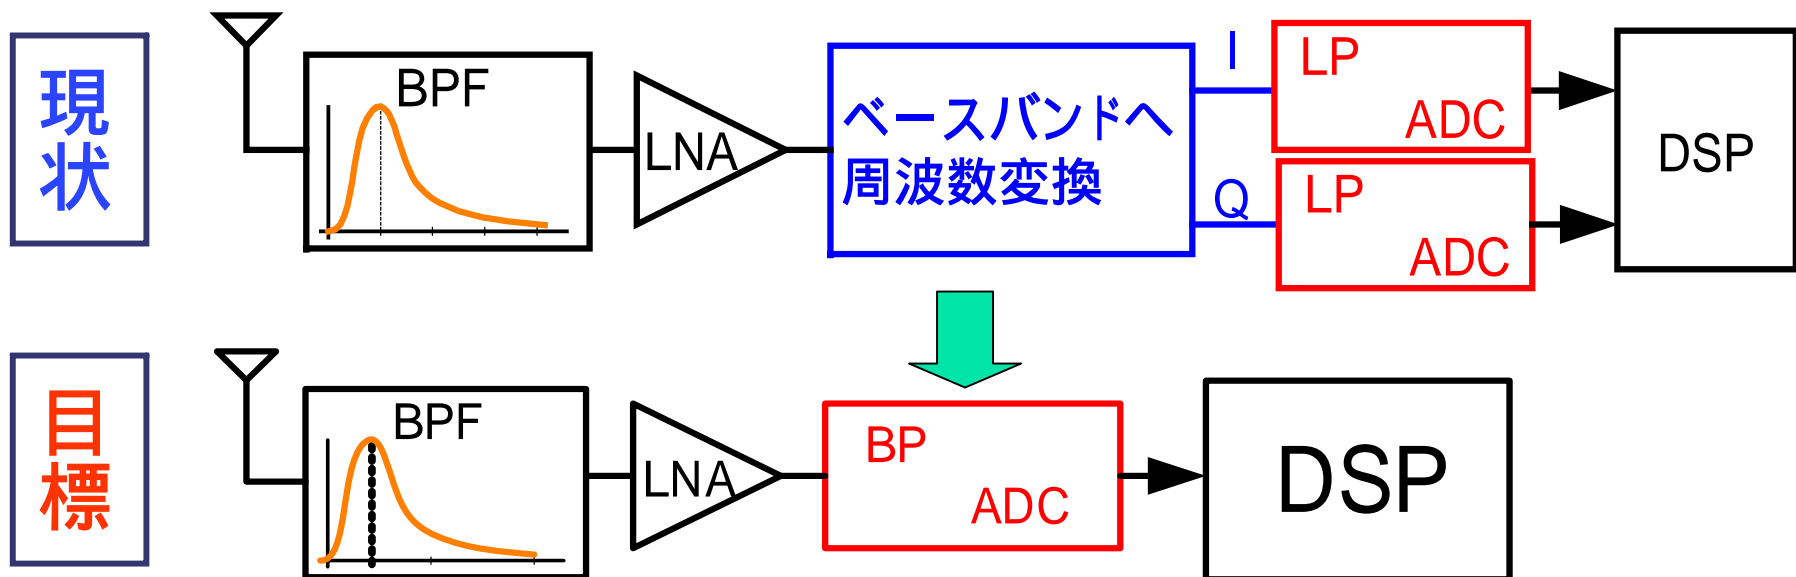 現状
BPF
LNA
ベースバンドへ
周波数変換
I
Q
LP
ADC
LP
ADC
DSP
目標
BPF
LNA
BP
ADC
DSP